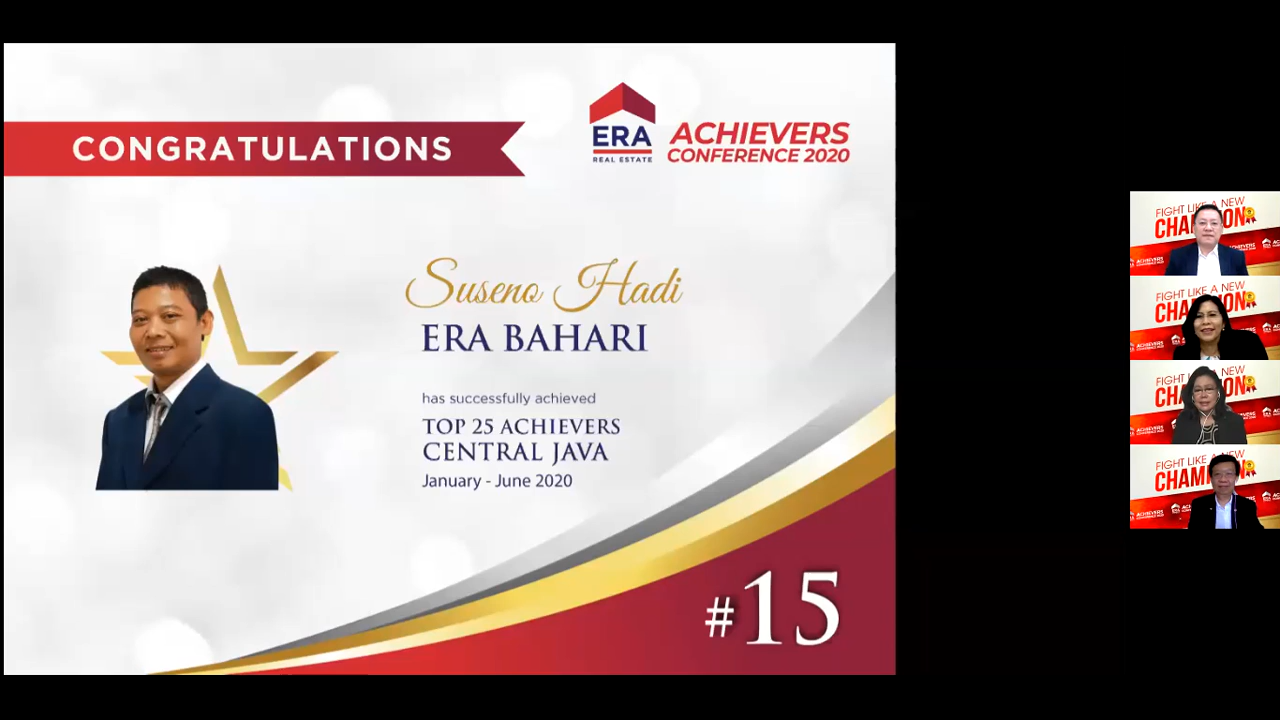 CONGRATULATIONS
ERA
REAL ESTATE
ACHIEVERS
CONFERENCE 2020
Suseno Hadi
ERA BAHARI
has successfully achieved
TOP 25 ACHIEVERS
CENTRAL JAVA
January - June 2020
#15
FIGHT LIKE A NEW
FIGHT LIKE A NEW
FIGHT LIKE A NEW
FIGHT LIKE A NEW